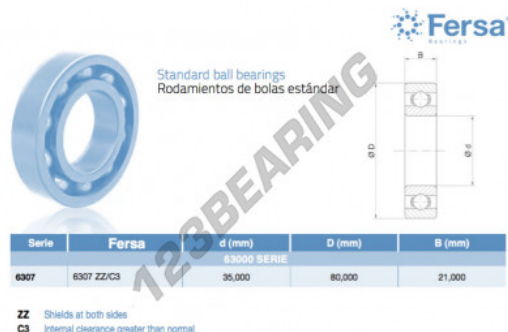 Fersa
Bearings
Standard ball bearings
Rodamientos de bolas estándar
B
Ø D
Ø d
123BEARING
Serie Fersa d (mm) D (mm) B (mm)
63000 SERIE
6307 6307 ZZ/C3 35,000 80,000 21,000
ZZ Shields at both sides
C3 Internal clearance greater than normal